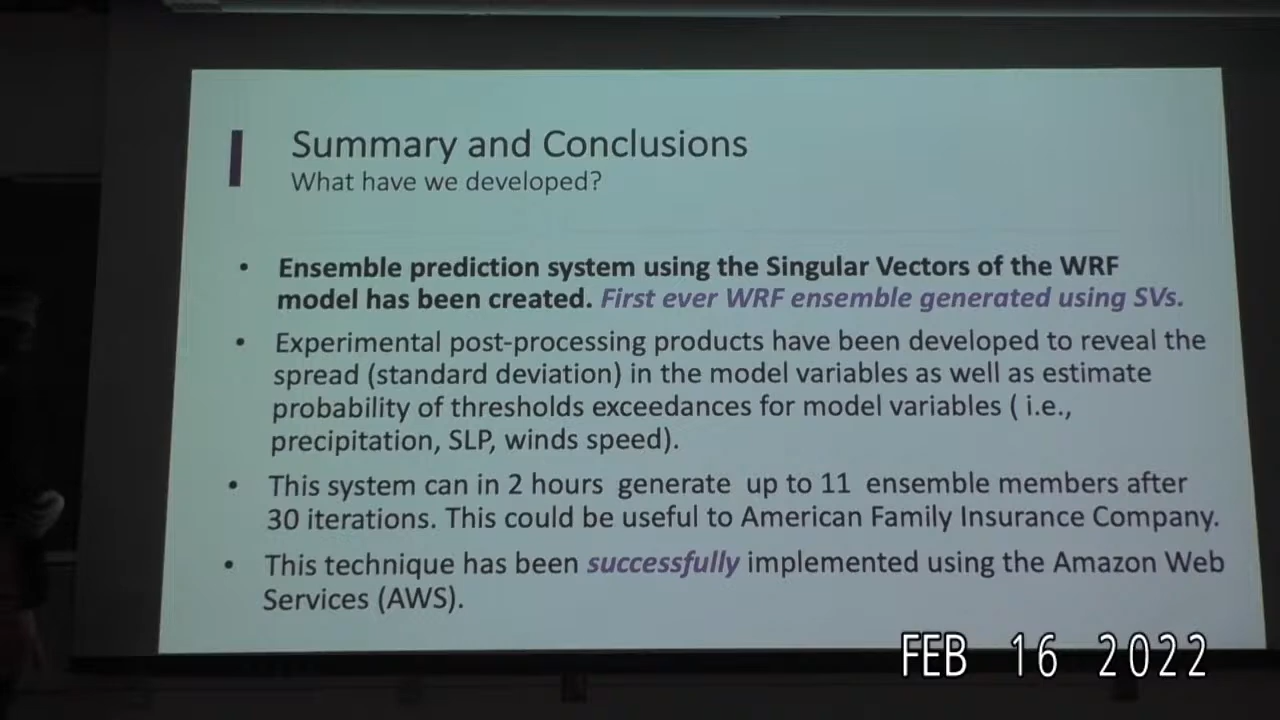 Summary and Conclusions
What have we developed?
• Ensemble prediction system using the Singular Vectors of the WRF
model has been created. First ever WRF ensemble generated using SVs.
• Experimental post-processing products have been developed to reveal the
spread (standard deviation) in the model variables as well as estimate
probability of thresholds exceedances for model variables ( i.e.,
precipitation, SLP, winds speed).
• This system can in 2 hours generate up to 11 ensemble members after
30 iterations. This could be useful to American Family Insurance Company.
• This technique has been successfully implemented using the Amazon Web
Services (AWS).
FEB 16 2022